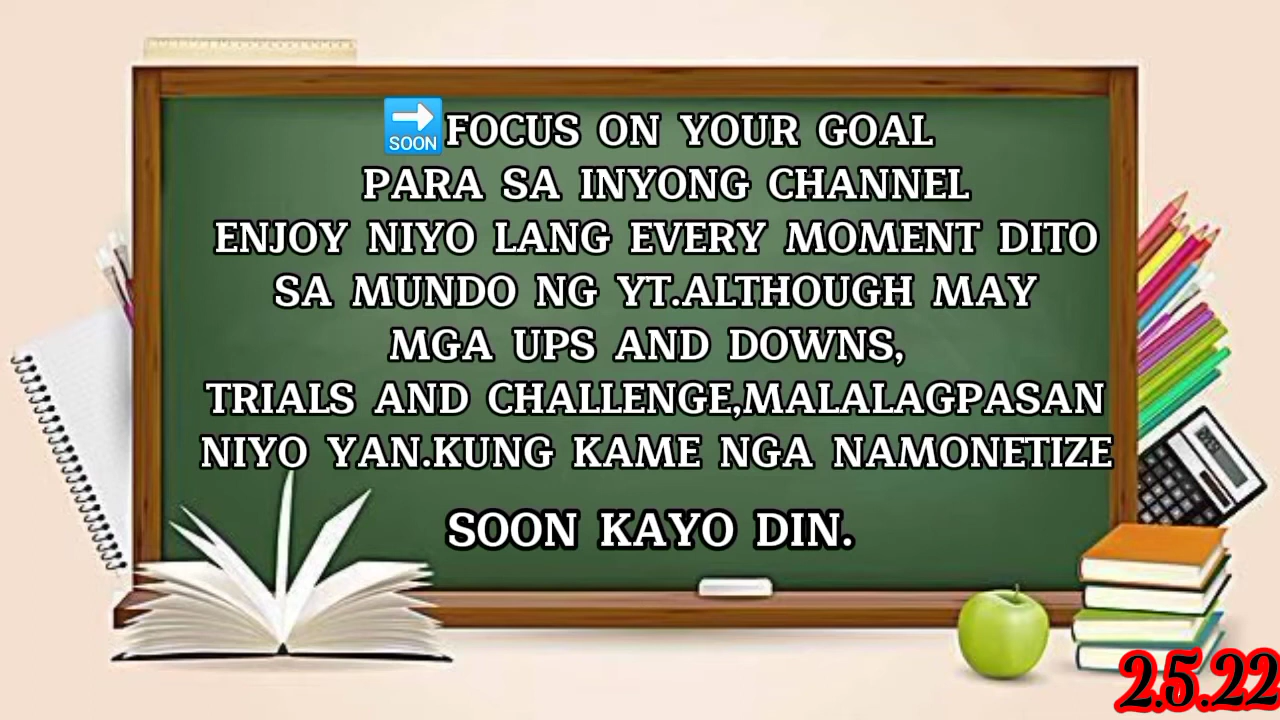 SOON FOCUS ON YOUR GOAL
PARA SA INYONG CHANNEL
ENJOY NIYO LANG EVERY MOMENT DITO
SA MUNDO NG YT.ALTHOUGH MAY
MGA UPS AND DOWNS,
TRIALS AND CHALLENGE,MALALAGPASAN
NIYO YAN.KUNG KAME NGA NAMONETIZE
SOON KAYO DIN.
2.5.22